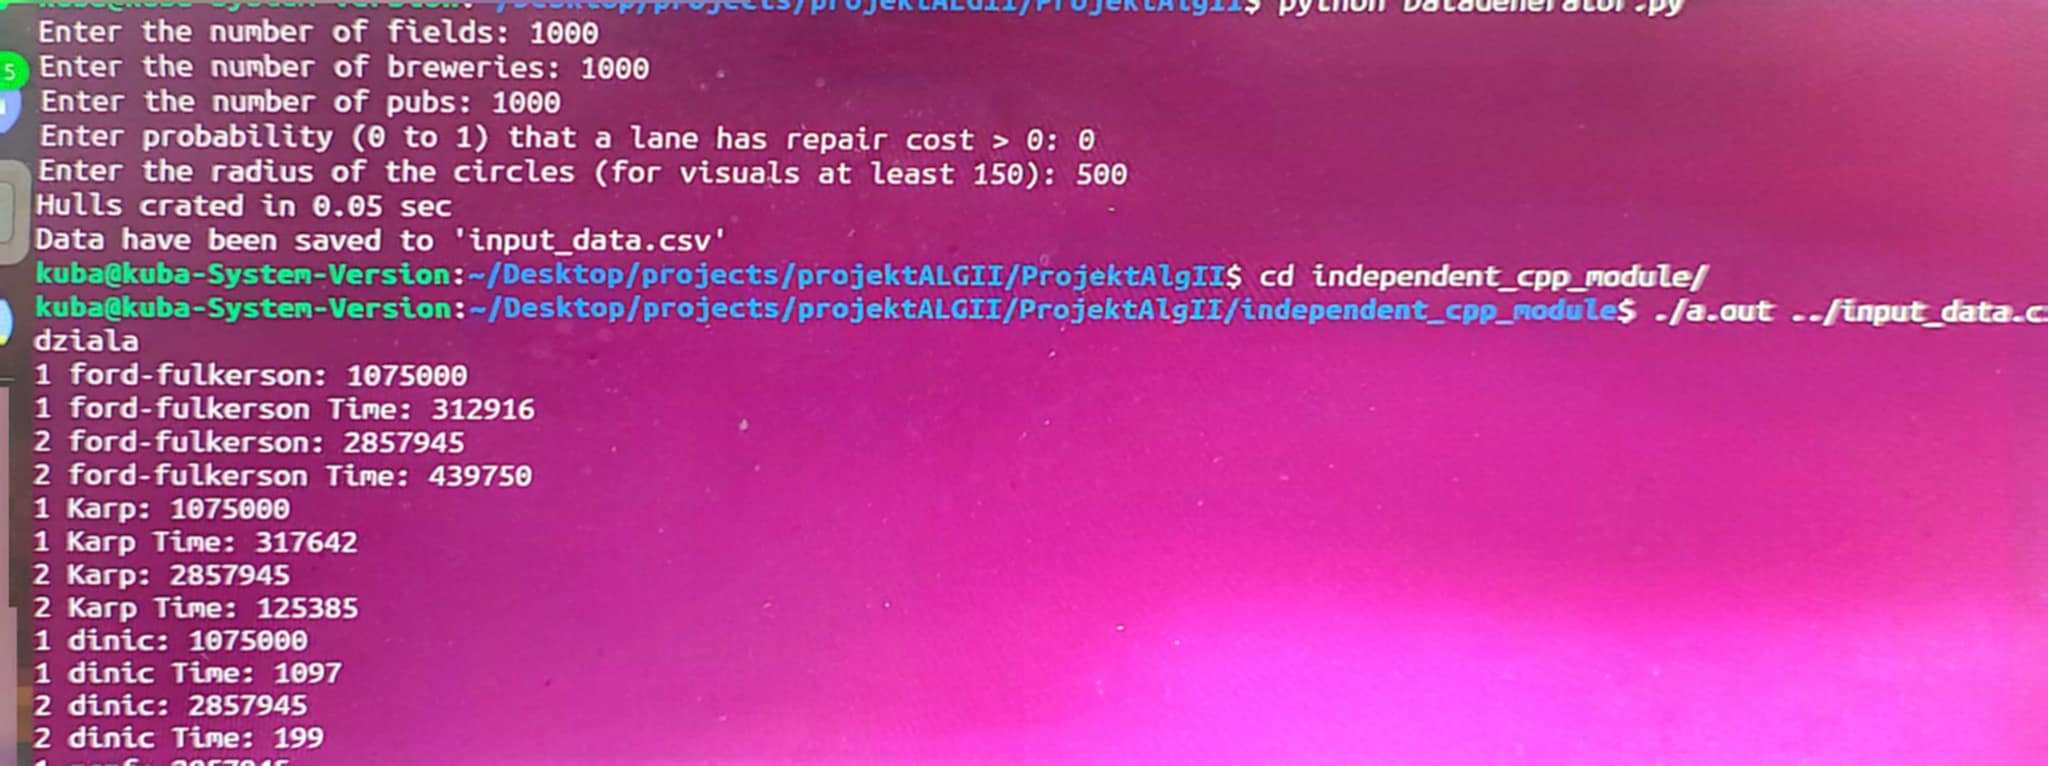 kuba@kuba-System-Version:~/Desktop/projects/projektALGII/ProjektAlgII$ python DataGenerator.py
Enter the number of fields: 1000
5
Enter the number of breweries: 1000
Enter the number of pubs: 1000
Enter probability (0 to 1) that a lane has repair cost > 0: 0
Enter the radius of the circles (for visuals at least 150): 500
Hulls crated in 0.05 sec
Data have been saved to 'input_data.csv'
kuba@kuba-System-Version:~/Desktop/projects/projektALGII/ProjektAlgII$ cd independent_cpp_module/
kuba@kuba-System-Version:~/Desktop/projects/projektALGII/ProjektAlgII/independent_cpp_module$ ./a.out ../input_data.c
dziala
1 ford-fulkerson: 1075000
1 ford-fulkerson Time: 312916
2 ford-fulkerson: 2857945
2 ford-fulkerson Time: 439750
1 Karp: 1075000
1 Karp Time: 317642
2 Karp: 2857945
2 Karp Time: 125385
1 dinic: 1075000
1 dinic Time: 1097
2 dinic: 2857945
2 dinic Time: 199